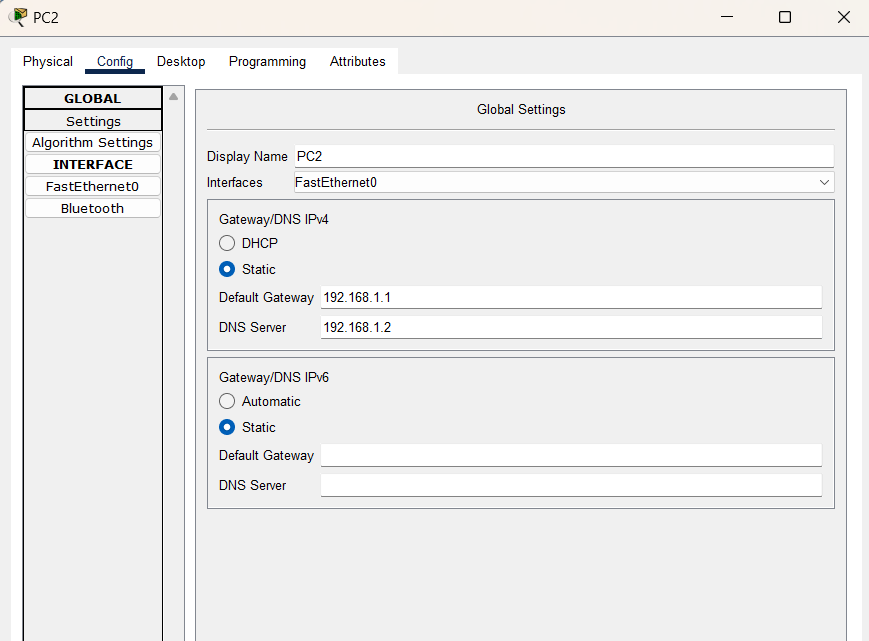 PC2
Physical Config Desktop Programming Attributes
GLOBAL
Settings
Algorithm Settings
INTERFACE
FastEthernet0
Bluetooth
Global Settings
Display Name PC2
Interfaces FastEthernet0
Gateway/DNS IPv4
DHCP
Static
Default Gateway 192.168.1.1
DNS Server 192.168.1.2
Gateway/DNS IPv6
Automatic
Static
Default Gateway
DNS Server